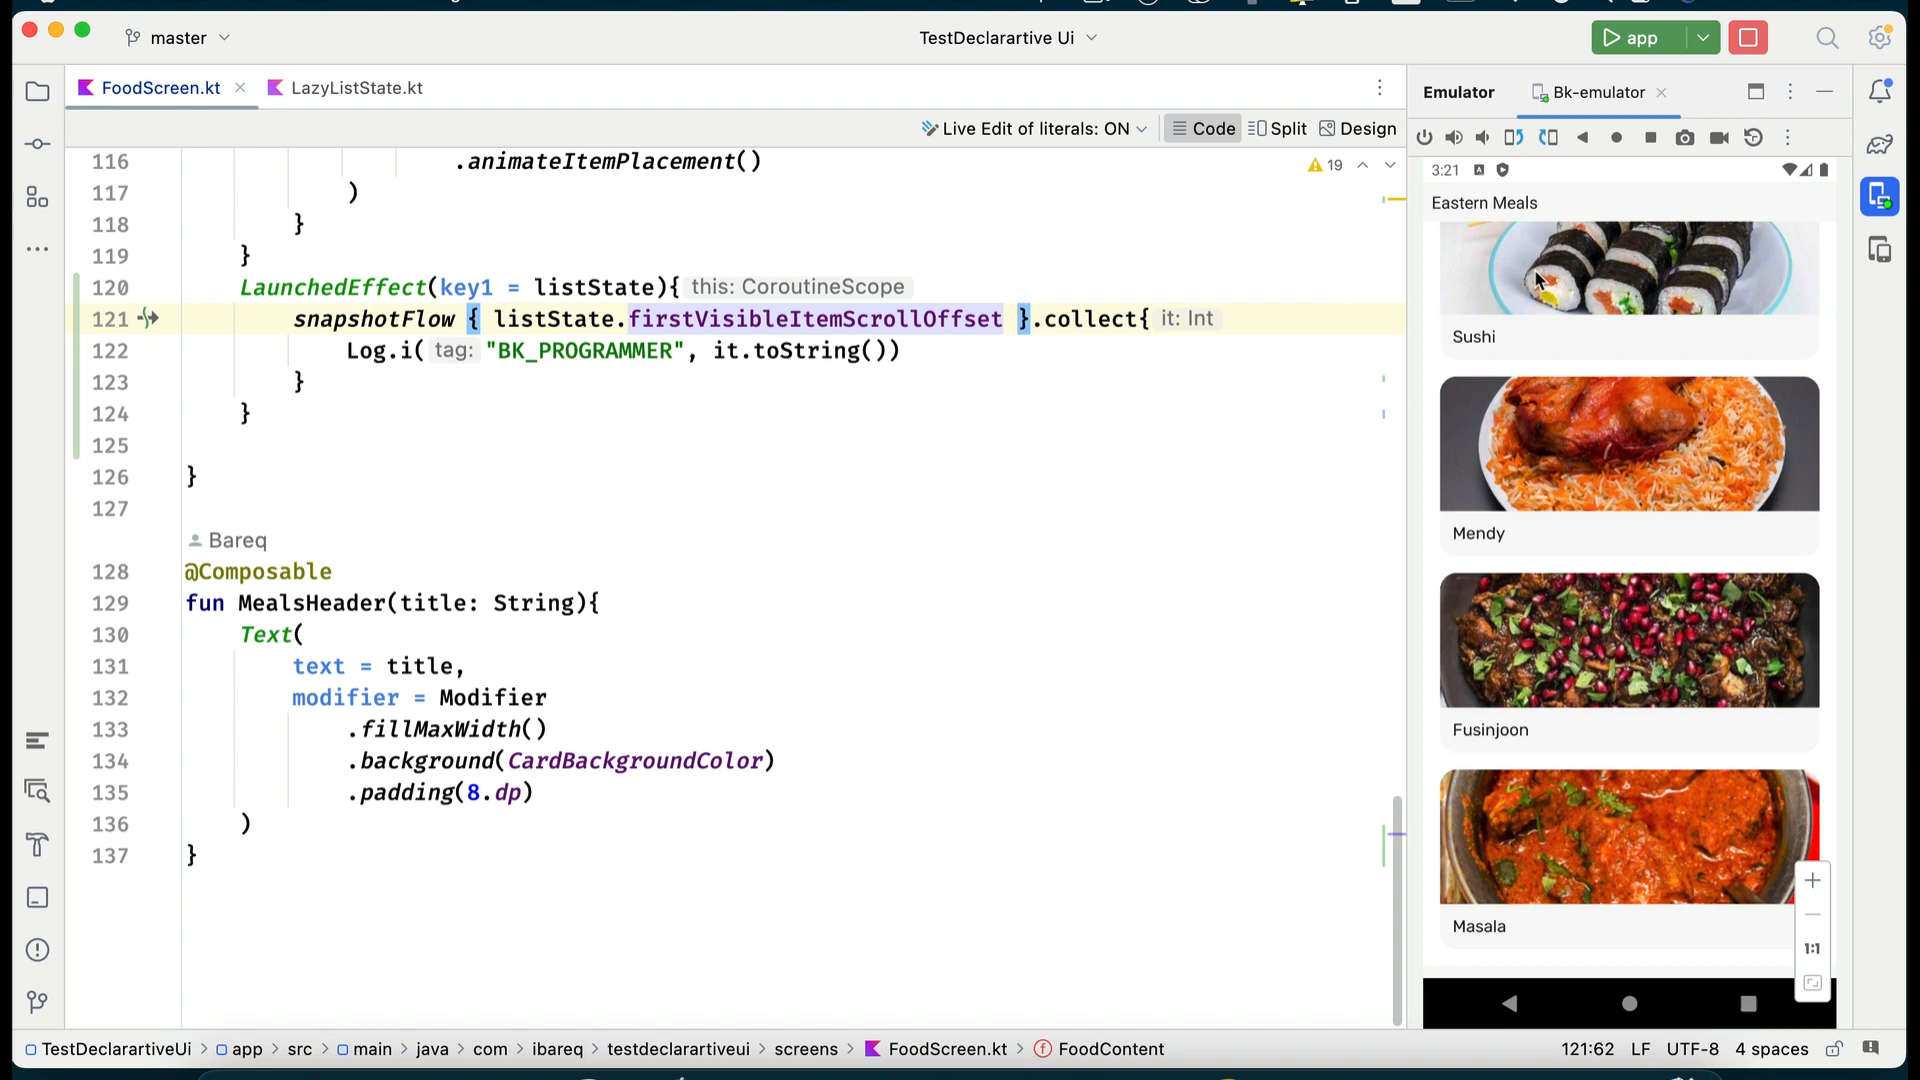 master
TestDeclarartive Ui
app
FoodScreen.kt
LazyListState.kt
Emulator
Bk-emulator
Live Edit of literals: ON
Code
Split
Design
19
116 .animateItemPlacement()
117 )
118 }
119 }
120 LaunchedEffect(key1 = listState){ this: CoroutineScope
121 snapshotFlow { listState.firstVisibleItemScrollOffset }.collect{ it: Int
122 Log.i( tag: "BK_PROGRAMMER", it.toString())
123 }
124 }
125
126 }
127
Bareq
128 @Composable
129 fun MealsHeader(title: String){
130 Text(
131 text = title,
132 modifier = Modifier
133 .fillMaxWidth()
134 .background(CardBackgroundColor)
135 .padding(8.dp)
136 )
137 }
3:21
Eastern Meals
Sushi
Mendy
Fusinjoon
Masala
1:1
TestDeclarartiveUi > app > src > main > java > com > ibareq > testdeclarartiveui > screens > FoodScreen.kt > FoodContent
121:62 LF UTF-8 4 spaces